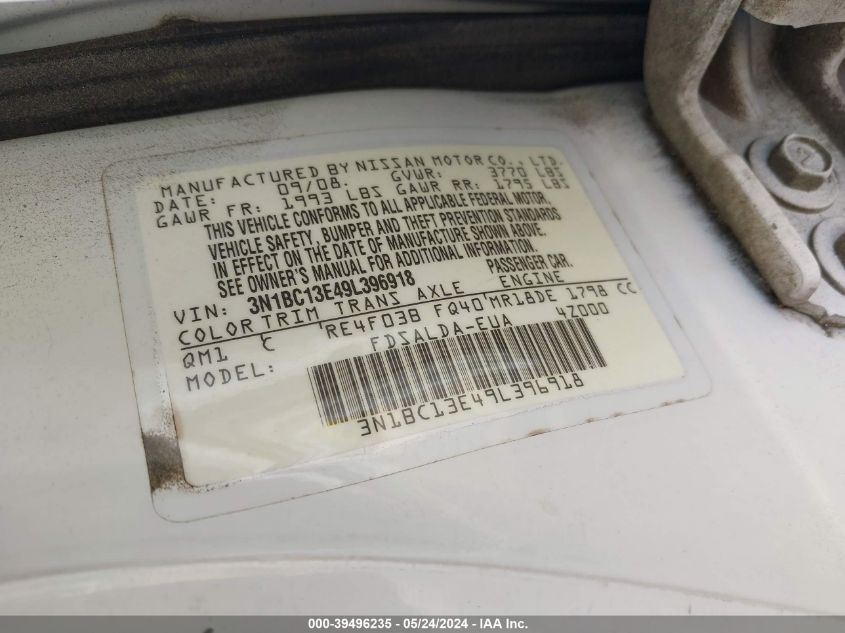 MANUFACTURED BY NISSAN MOTOR CO., LTD.
DATE: 09/08. GVWR: 3770 LBS
GAWR FR: 1993 LBS GAWR RR: 1795 LBS
THIS VEHICLE CONFORMS TO ALL APPLICABLE FEDERAL MOTOR
VEHICLE SAFETY, BUMPER AND THEFT PREVENTION STANDARDS
IN EFFECT ON THE DATE OF MANUFACTURE SHOWN ABOVE.
SEE OWNER'S MANUAL FOR ADDITIONAL INFORMATION.
VIN: 3N1BC13E49L396918 PASSENGER CAR.
COLOR TRIM TRANS AXLE ENGINE
QM1 C RE4F03B FQ40 MR18DE 1798 CC
MODEL: FDSALDA-EUA 4Z000
3N1BC13E49L396918
000-39496235 - 05/24/2024 - IAA Inc.